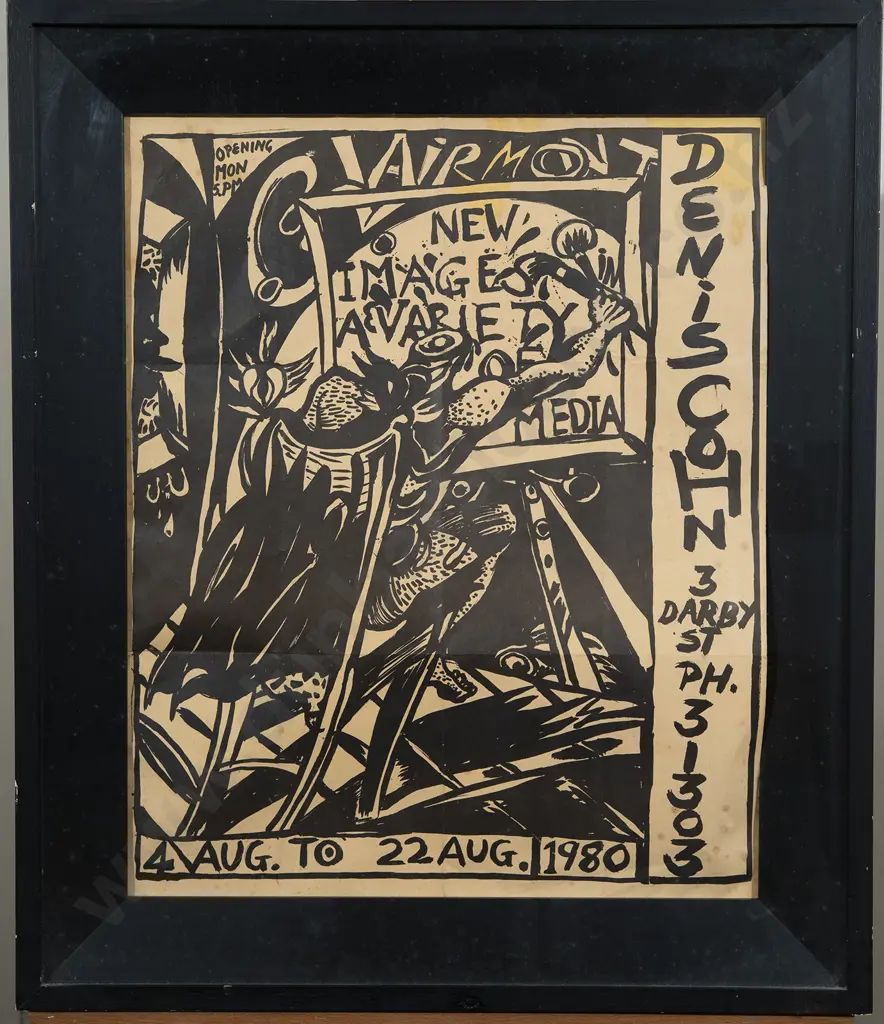 OPENING
MON
5.PM
CLAIRMONT
NEW
IMAGES IN
A VARIETY
OF
MEDIA
DENiS COHN
3
DARBY
ST
PH.
31303
4 AUG. TO 22 AUG. 1980